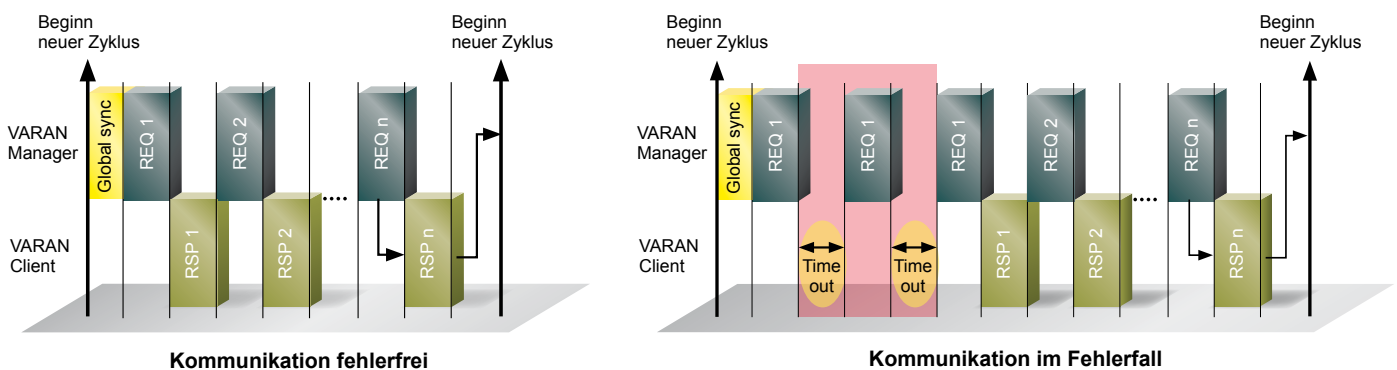 Beginn
neuer Zyklus
Beginn
neuer Zyklus
VARAN
Manager
Global sync
REQ 1
REQ 2
REQ n
VARAN
Client
RSP 1
RSP 2
....
RSP n
Kommunikation fehlerfrei
Beginn
neuer Zyklus
Beginn
neuer Zyklus
VARAN
Manager
Global sync
REQ 1
REQ 1
REQ 1
REQ 2
REQ n
VARAN
Client
Time
out
Time
out
RSP 1
RSP 2
....
RSP n
Kommunikation im Fehlerfall